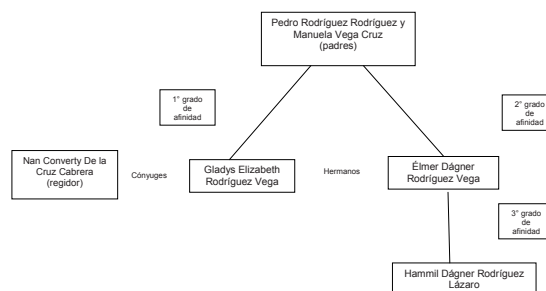 Pedro Rodríguez Rodríguez y
Manuela Vega Cruz
(padres)
1° grado
de
afinidad
2° grado
de
afinidad
Nan Converty De la
Cruz Cabrera
(regidor)
Cónyuges
Gladys Elizabeth
Rodríguez Vega
Hermanos
Élmer Dágner
Rodríguez Vega
3° grado
de
afinidad
Hammil Dágner Rodríguez
Lázaro